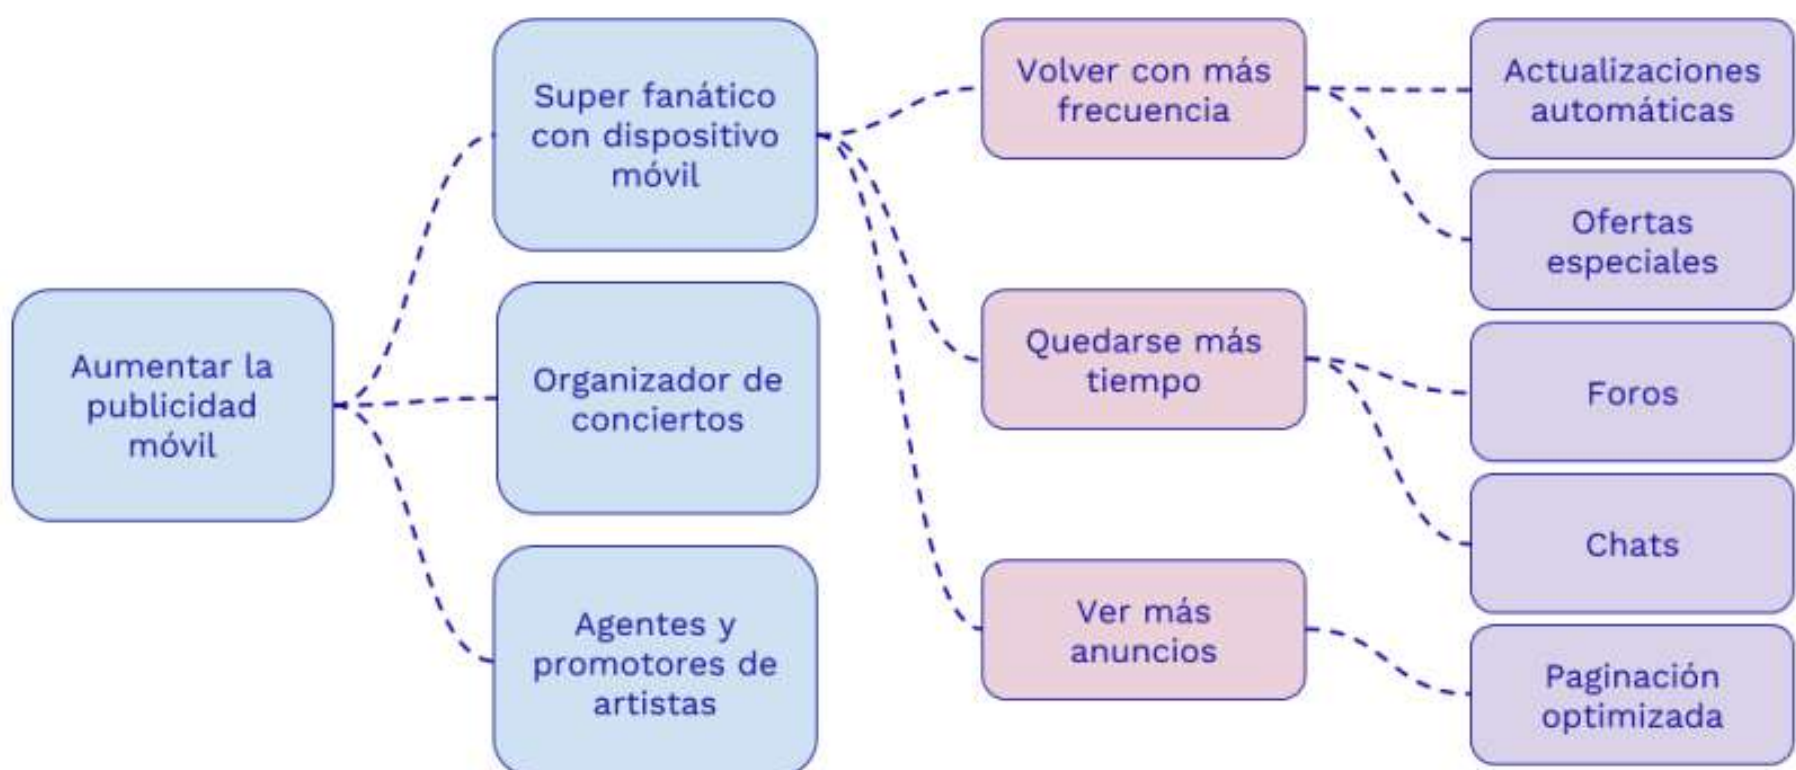 Aumentar la
publicidad
móvil
Super fanático
con dispositivo
móvil
Organizador de
conciertos
Agentes y
promotores de
artistas
Volver con más
frecuencia
Quedarse más
tiempo
Ver más
anuncios
Actualizaciones
automáticas
Ofertas
especiales
Foros
Chats
Paginación
optimizada